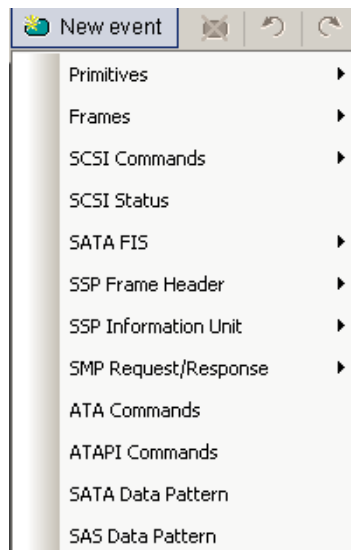 New event
Primitives
Frames
SCSI Commands
SCSI Status
SATA FIS
SSP Frame Header
SSP Information Unit
SMP Request/Response
ATA Commands
ATAPI Commands
SATA Data Pattern
SAS Data Pattern